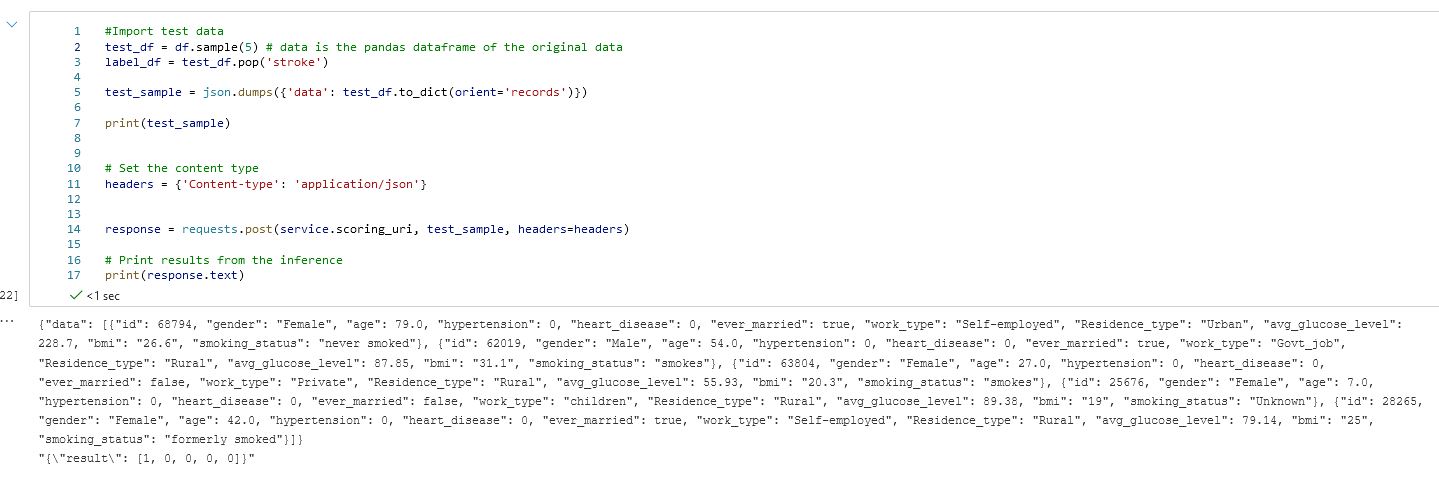 1 #Import test data
2 test_df = df.sample(5) # data is the pandas dataframe of the original data
3 label_df = test_df.pop('stroke')
4
5 test_sample = json.dumps({'data': test_df.to_dict(orient='records')})
6
7 print(test_sample)
8
9
10 # Set the content type
11 headers = {'Content-type': 'application/json'}
12
13
14 response = requests.post(service.scoring_uri, test_sample, headers=headers)
15
16 # Print results from the inference
17 print(response.text)
22] <1 sec
...
{"data": [{"id": 68794, "gender": "Female", "age": 79.0, "hypertension": 0, "heart_disease": 0, "ever_married": true, "work_type": "Self-employed", "Residence_type": "Urban", "avg_glucose_level":
228.7, "bmi": "26.6", "smoking_status": "never smoked"}, {"id": 62019, "gender": "Male", "age": 54.0, "hypertension": 0, "heart_disease": 0, "ever_married": true, "work_type": "Govt_job",
"Residence_type": "Rural", "avg_glucose_level": 87.85, "bmi": "31.1", "smoking_status": "smokes"}, {"id": 63804, "gender": "Female", "age": 27.0, "hypertension": 0, "heart_disease": 0,
"ever_married": false, "work_type": "Private", "Residence_type": "Rural", "avg_glucose_level": 55.93, "bmi": "20.3", "smoking_status": "smokes"}, {"id": 25676, "gender": "Female", "age": 7.0,
"hypertension": 0, "heart_disease": 0, "ever_married": false, "work_type": "children", "Residence_type": "Rural", "avg_glucose_level": 89.38, "bmi": "19", "smoking_status": "Unknown"}, {"id": 28265,
"gender": "Female", "age": 42.0, "hypertension": 0, "heart_disease": 0, "ever_married": true, "work_type": "Self-employed", "Residence_type": "Rural", "avg_glucose_level": 79.14, "bmi": "25",
"smoking_status": "formerly smoked"}]}
"{\"result\": [1, 0, 0, 0, 0]}"